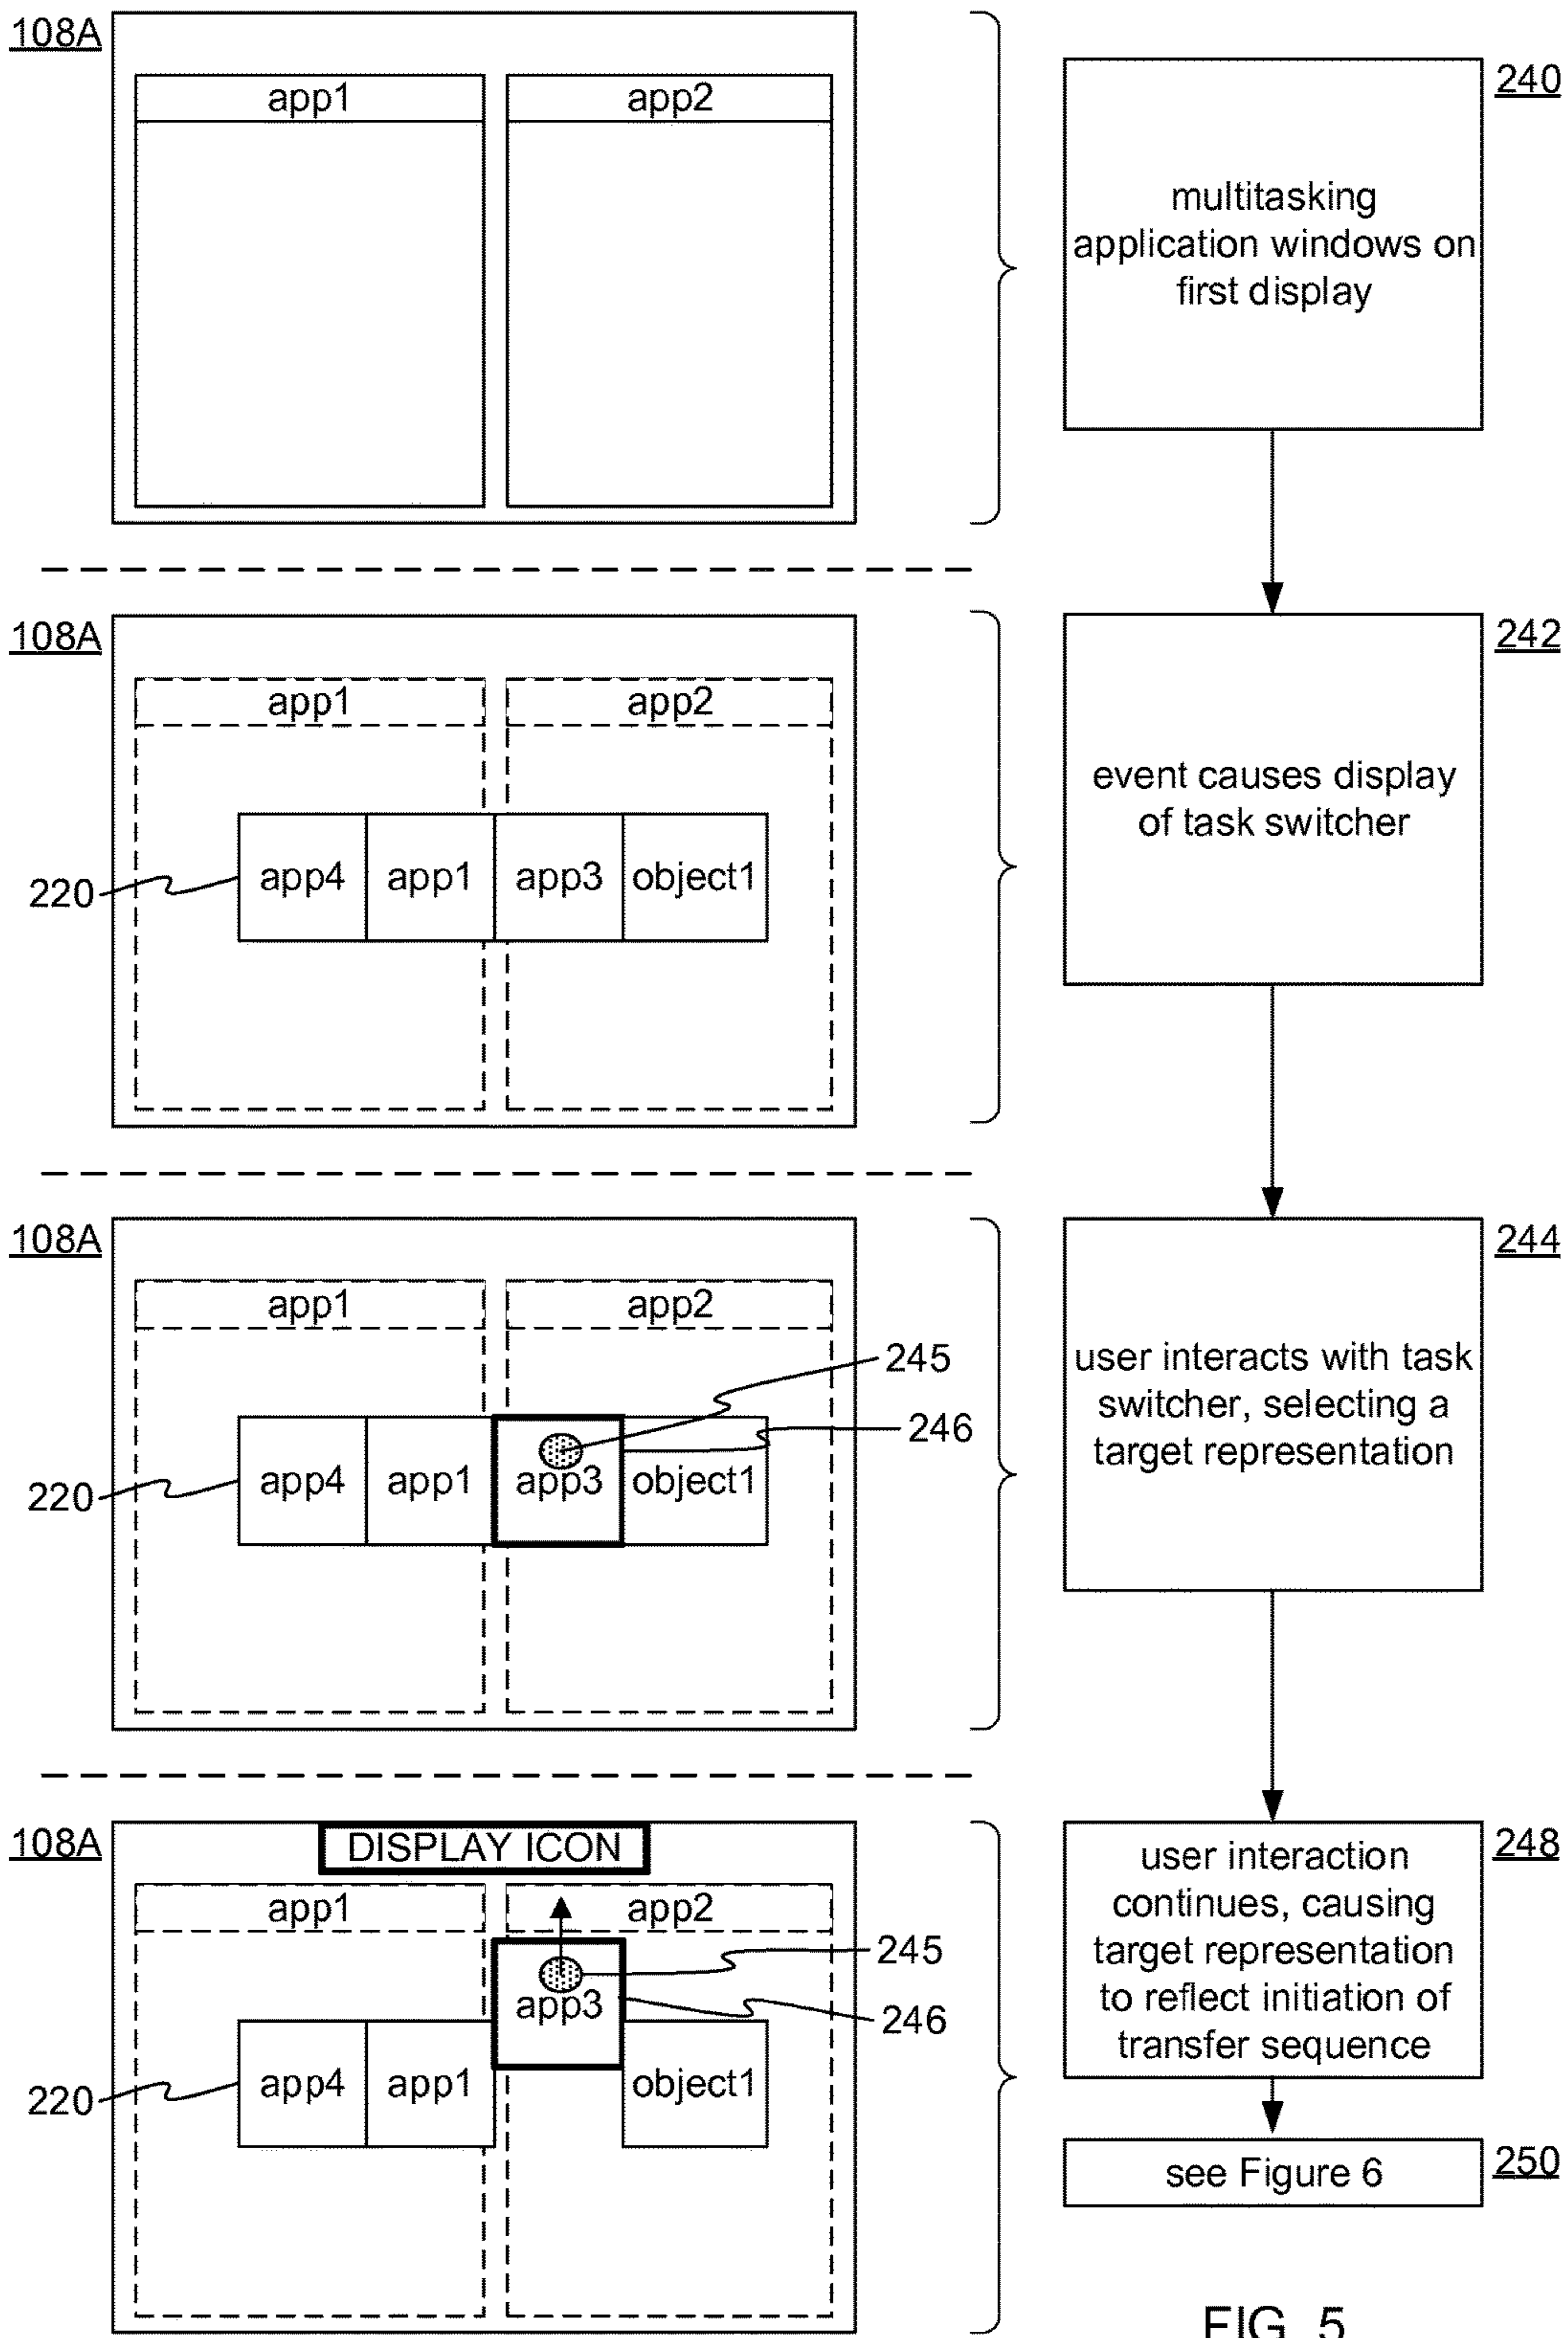 108A
app1
app2
240
multitasking
application windows on
first display
108A
app1
app2
220
app4
app1
app3
object1
242
event causes display
of task switcher
108A
app1
app2
245
246
220
app4
app1
app3
object1
244
user interacts with task
switcher, selecting a
target representation
108A
DISPLAY ICON
app1
app2
245
app3
246
220
app4
app1
object1
248
user interaction
continues, causing
target representation
to reflect initiation of
transfer sequence
see Figure 6
250
FIG. 5